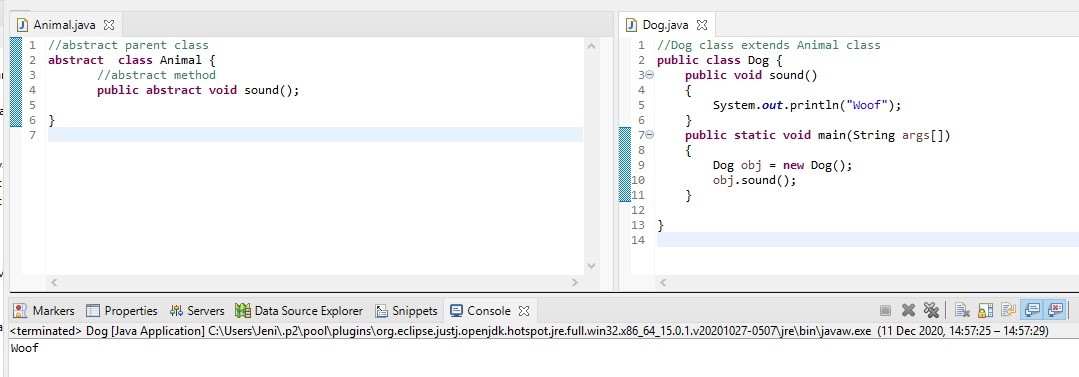 Animal.java
1 //abstract parent class
2 abstract  class Animal {
3 //abstract method
4 public abstract void sound();
5
6 }
7
Dog.java
1 //Dog class extends Animal class
2 public class Dog {
3 public void sound()
4 {
5 System.out.println("Woof");
6 }
7 public static void main(String args[])
8 {
9 Dog obj = new Dog();
10 obj.sound();
11 }
12
13 }
14
Markers Properties Servers Data Source Explorer Snippets Console
<terminated> Dog [Java Application] C:\Users\Jeni\.p2\pool\plugins\org.eclipse.justj.openjdk.hotspot.jre.full.win32.x86_64_15.0.1.v20201027-0507\jre\bin\javaw.exe (11 Dec 2020, 14:57:25 – 14:57:29)
Woof